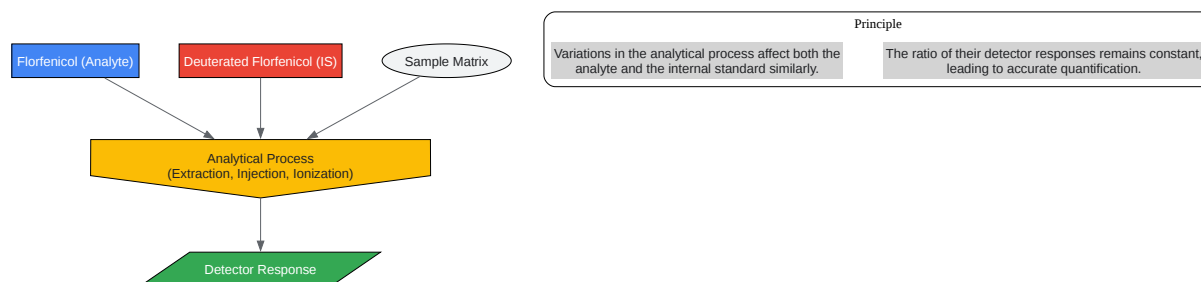 Principle
Florfenicol (Analyte)
Deuterated Florfenicol (IS)
Sample Matrix
Variations in the analytical process affect both the
analyte and the internal standard similarly.
The ratio of their detector responses remains constant,
leading to accurate quantification.
Analytical Process
(Extraction, Injection, Ionization)
Detector Response